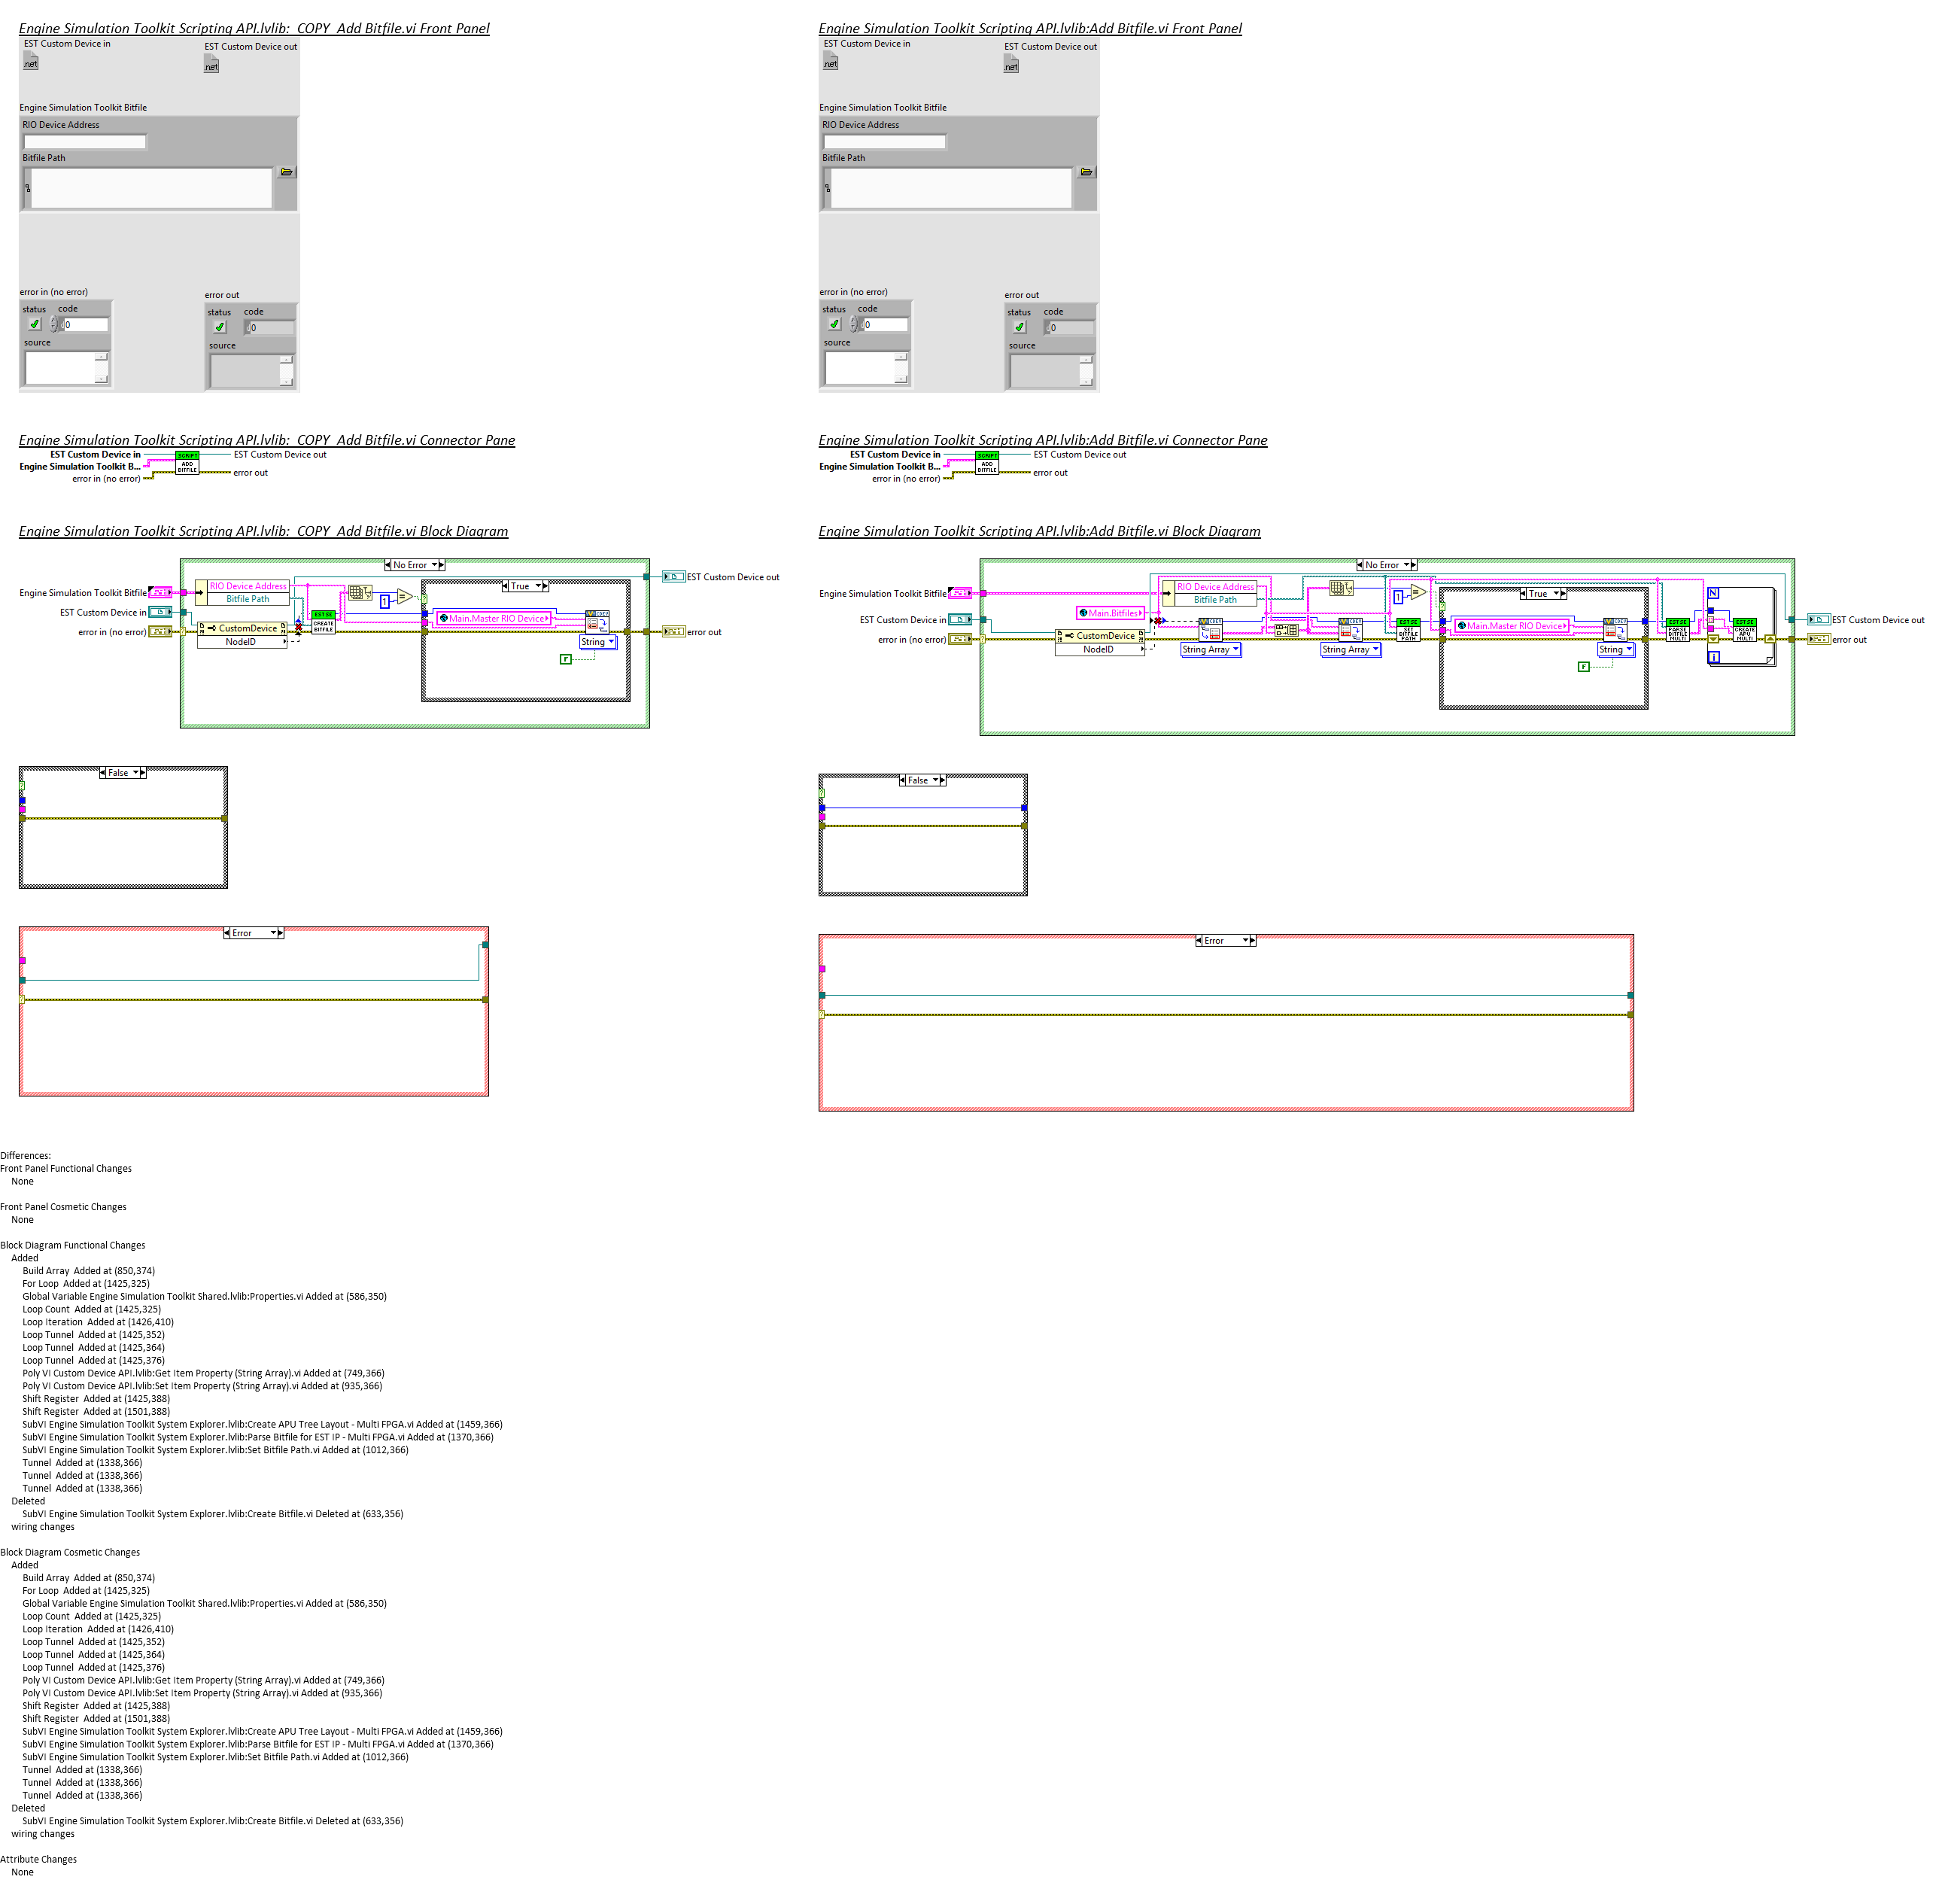 Engine Simulation Toolkit Scripting API.lvlib:_COPY_Add Bitfile.vi Front Panel
EST Custom Device in
EST Custom Device out
.net
.net
Engine Simulation Toolkit Bitfile
RIO Device Address
Bitfile Path
error in (no error)
error out
status
code
0
status
code
0
source
source
Engine Simulation Toolkit Scripting API.lvlib:Add Bitfile.vi Front Panel
EST Custom Device in
EST Custom Device out
.net
.net
Engine Simulation Toolkit Bitfile
RIO Device Address
Bitfile Path
error in (no error)
error out
status
code
0
status
code
0
source
source
Engine Simulation Toolkit Scripting API.lvlib:_COPY_Add Bitfile.vi Connector Pane
EST Custom Device in
SCRIPT
ADD
BITFILE
EST Custom Device out
Engine Simulation Toolkit B...
error in (no error)
error out
Engine Simulation Toolkit Scripting API.lvlib:Add Bitfile.vi Connector Pane
EST Custom Device in
SCRIPT
ADD
BITFILE
EST Custom Device out
Engine Simulation Toolkit B...
error in (no error)
error out
Engine Simulation Toolkit Scripting API.lvlib:_COPY_Add Bitfile.vi Block Diagram
No Error
Engine Simulation Toolkit Bitfile
EST Custom Device in
error in (no error)
RIO Device Address
Bitfile Path
CustomDevice
NodeID
EST SE
CREATE
BITFILE
1
=
True
Main.Master RIO Device
String
F
EST Custom Device out
error out
False
Error
Engine Simulation Toolkit Scripting API.lvlib:Add Bitfile.vi Block Diagram
No Error
Engine Simulation Toolkit Bitfile
EST Custom Device in
error in (no error)
RIO Device Address
Bitfile Path
Main.Bitfiles
CustomDevice
NodeID
String Array
String Array
1
=
EST SE
SET
BITFILE
PATH
True
Main.Master RIO Device
String
F
EST SE
PARSE
BITFILE
MULTI
N
EST SE
CREATE
APU
MULTI
i
EST Custom Device out
error out
False
Error
Differences:
Front Panel Functional Changes
None
Front Panel Cosmetic Changes
None
Block Diagram Functional Changes
Added
Build Array  Added at (850,374)
For Loop  Added at (1425,325)
Global Variable Engine Simulation Toolkit Shared.lvlib:Properties.vi Added at (586,350)
Loop Count  Added at (1425,325)
Loop Iteration  Added at (1426,410)
Loop Tunnel  Added at (1425,352)
Loop Tunnel  Added at (1425,364)
Loop Tunnel  Added at (1425,376)
Poly VI Custom Device API.lvlib:Get Item Property (String Array).vi Added at (749,366)
Poly VI Custom Device API.lvlib:Set Item Property (String Array).vi Added at (935,366)
Shift Register  Added at (1425,388)
Shift Register  Added at (1501,388)
SubVI Engine Simulation Toolkit System Explorer.lvlib:Create APU Tree Layout - Multi FPGA.vi Added at (1459,366)
SubVI Engine Simulation Toolkit System Explorer.lvlib:Parse Bitfile for EST IP - Multi FPGA.vi Added at (1370,366)
SubVI Engine Simulation Toolkit System Explorer.lvlib:Set Bitfile Path.vi Added at (1012,366)
Tunnel  Added at (1338,366)
Tunnel  Added at (1338,366)
Tunnel  Added at (1338,366)
Deleted
SubVI Engine Simulation Toolkit System Explorer.lvlib:Create Bitfile.vi Deleted at (633,356)
wiring changes
Block Diagram Cosmetic Changes
Added
Build Array  Added at (850,374)
For Loop  Added at (1425,325)
Global Variable Engine Simulation Toolkit Shared.lvlib:Properties.vi Added at (586,350)
Loop Count  Added at (1425,325)
Loop Iteration  Added at (1426,410)
Loop Tunnel  Added at (1425,352)
Loop Tunnel  Added at (1425,364)
Loop Tunnel  Added at (1425,376)
Poly VI Custom Device API.lvlib:Get Item Property (String Array).vi Added at (749,366)
Poly VI Custom Device API.lvlib:Set Item Property (String Array).vi Added at (935,366)
Shift Register  Added at (1425,388)
Shift Register  Added at (1501,388)
SubVI Engine Simulation Toolkit System Explorer.lvlib:Create APU Tree Layout - Multi FPGA.vi Added at (1459,366)
SubVI Engine Simulation Toolkit System Explorer.lvlib:Parse Bitfile for EST IP - Multi FPGA.vi Added at (1370,366)
SubVI Engine Simulation Toolkit System Explorer.lvlib:Set Bitfile Path.vi Added at (1012,366)
Tunnel  Added at (1338,366)
Tunnel  Added at (1338,366)
Tunnel  Added at (1338,366)
Deleted
SubVI Engine Simulation Toolkit System Explorer.lvlib:Create Bitfile.vi Deleted at (633,356)
wiring changes
Attribute Changes
None